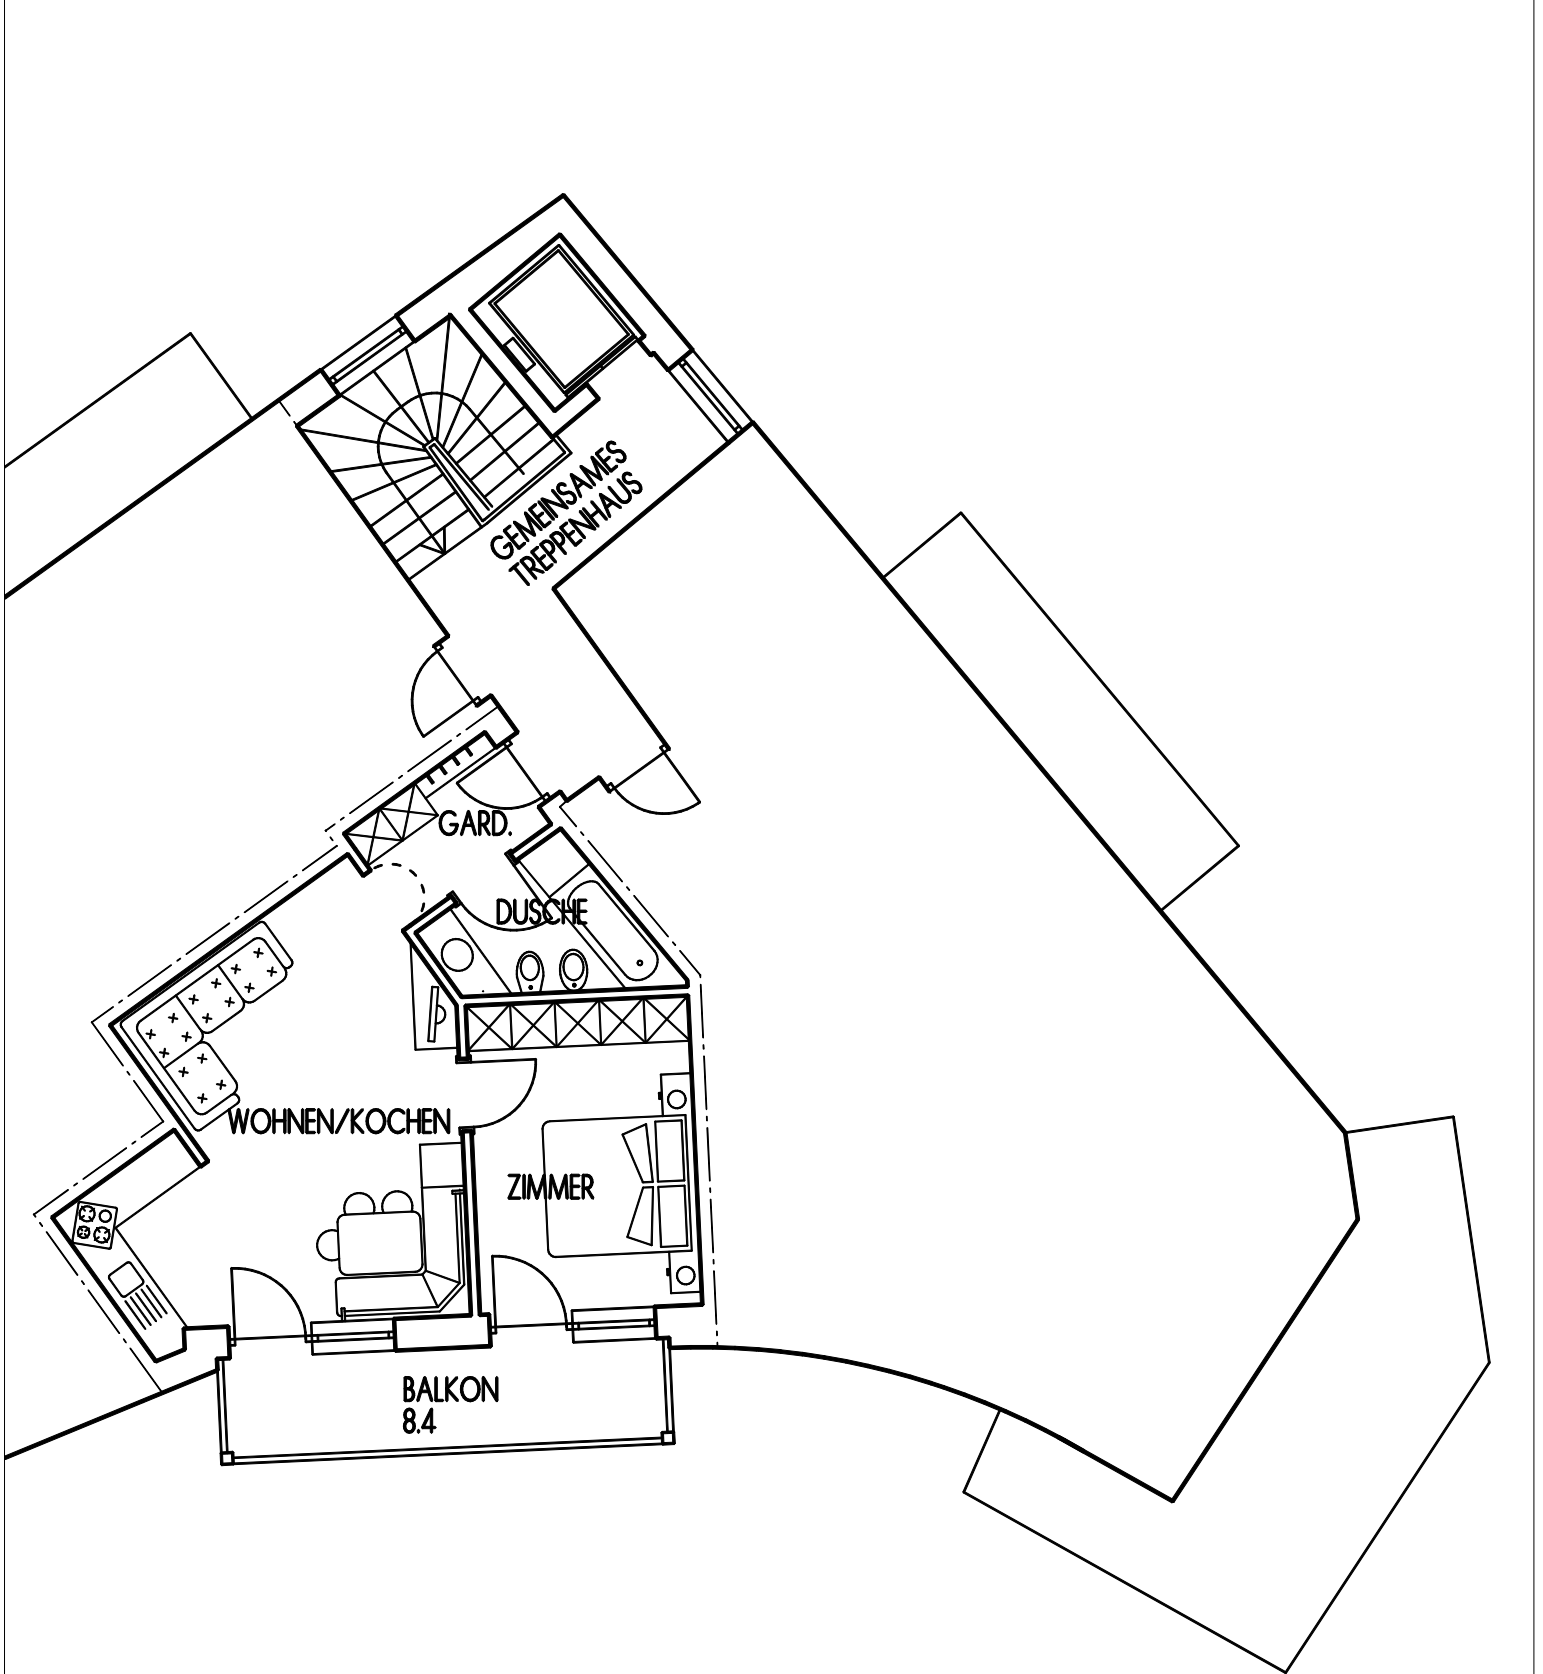 GEMEINSAMES
TREPPENHAUS
GARD.
DUSCHE
WOHNEN/KOCHEN
ZIMMER
BALKON
8.4